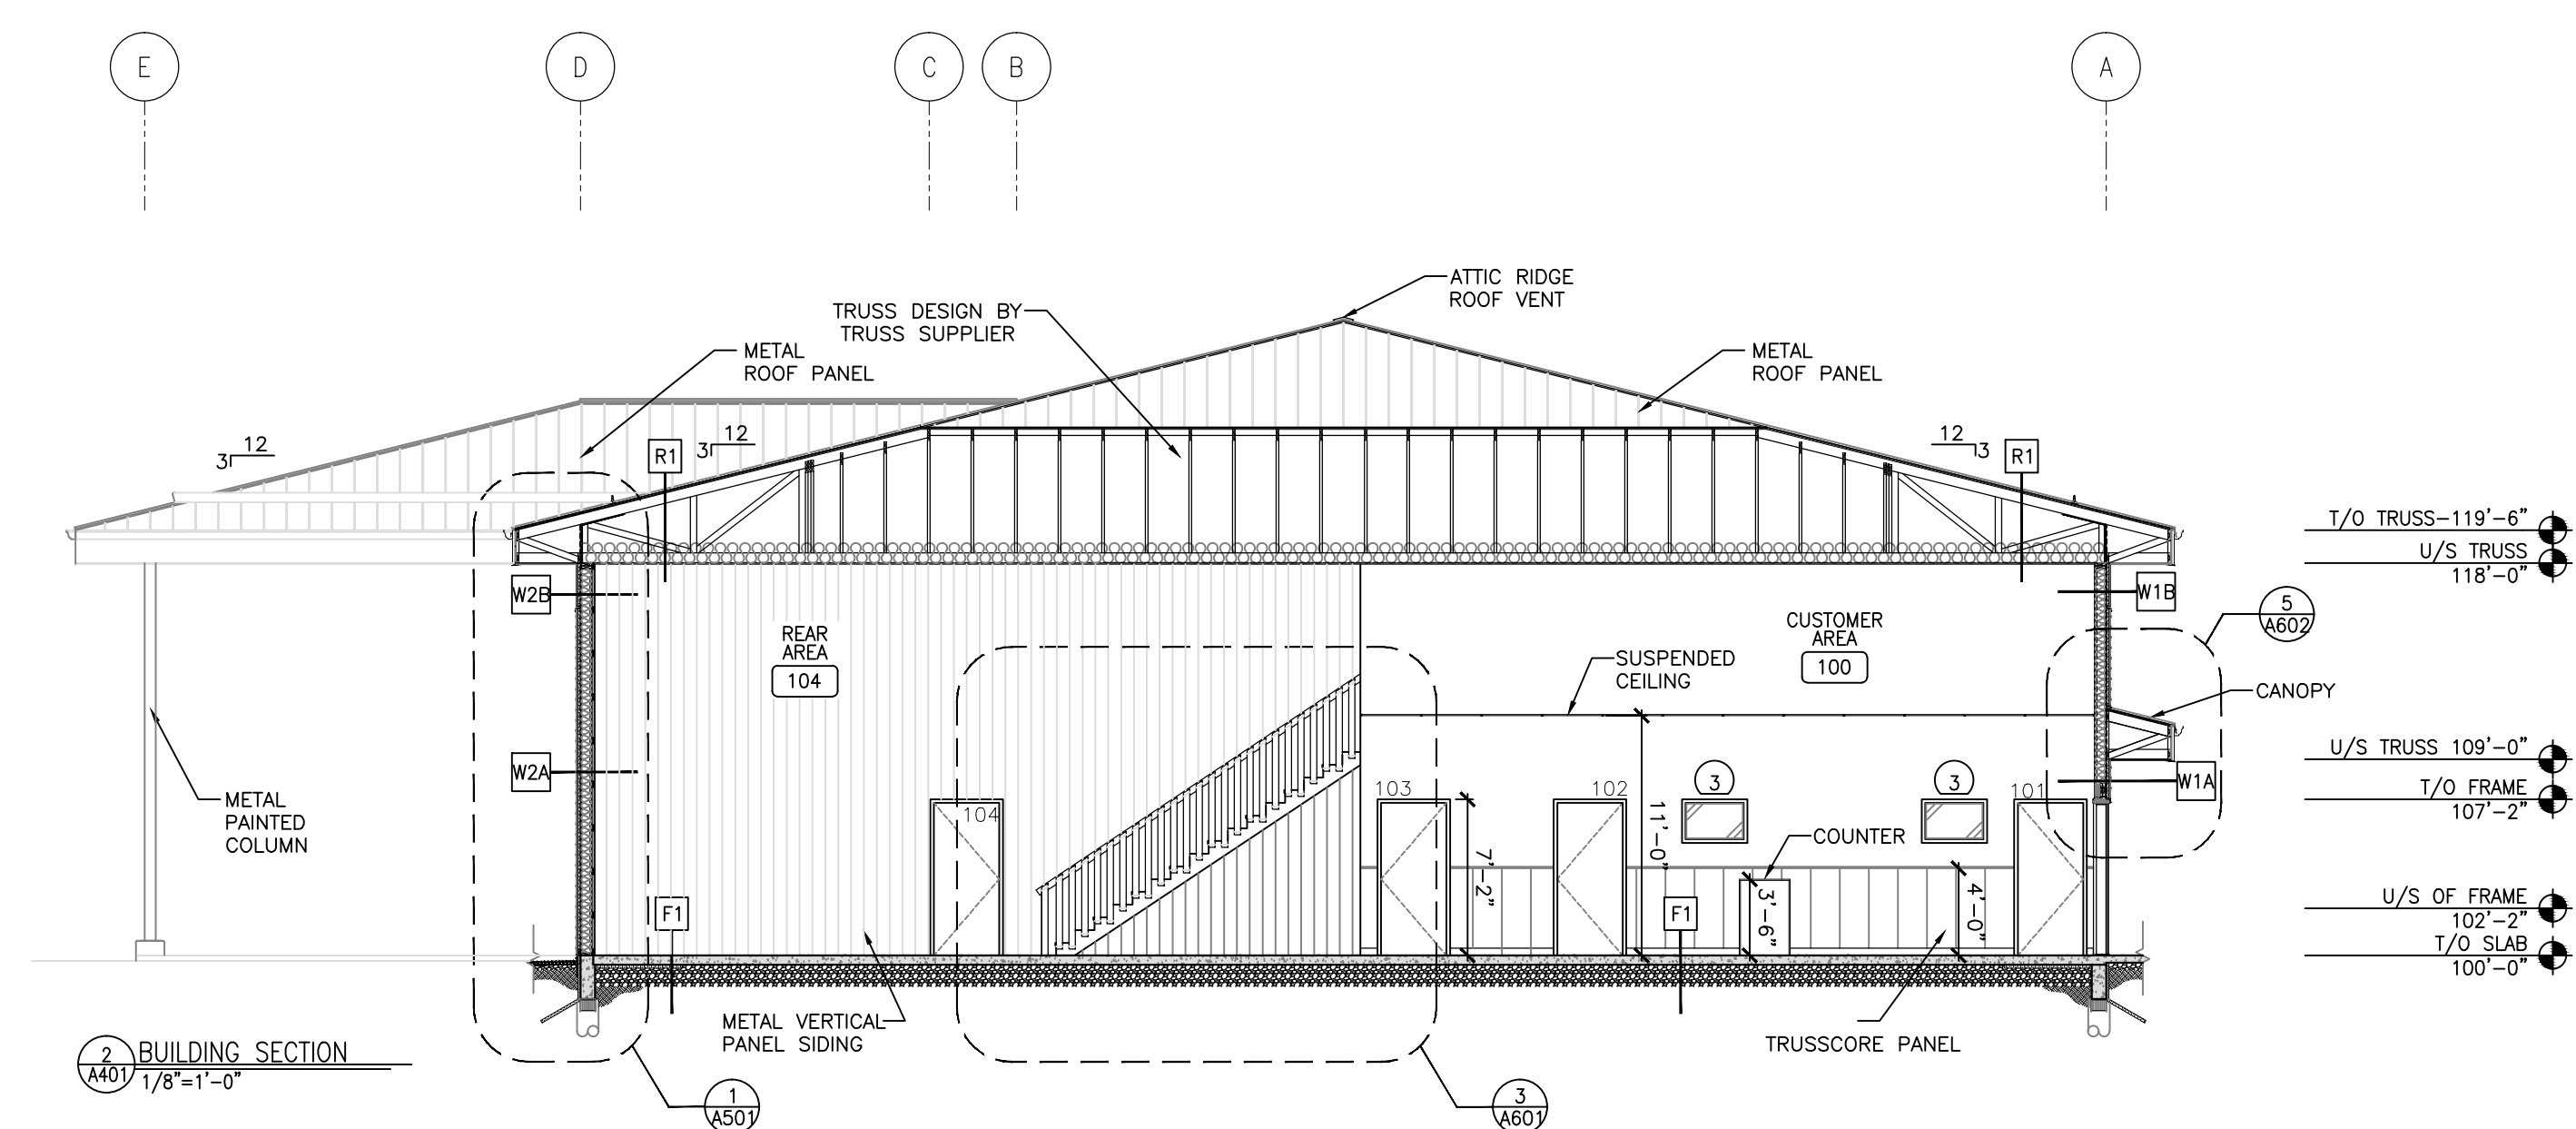 E
D
C
B
A
ATTIC RIDGE
ROOF VENT
TRUSS DESIGN BY
TRUSS SUPPLIER
METAL
ROOF PANEL
METAL
ROOF PANEL
12
3
12
3
R1
12
3
R1
T/O TRUSS-119'-6"
U/S TRUSS
118'-0"
W2B
W1B
5
A602
REAR
AREA
104
CUSTOMER
AREA
100
SUSPENDED
CEILING
CANOPY
U/S TRUSS 109'-0"
W2A
W1A
T/O FRAME
107'-2"
METAL
PAINTED
COLUMN
104
103
102
3
3
101
11'-0"
COUNTER
7'-2"
3'-6"
4'-0"
F1
F1
U/S OF FRAME
102'-2"
T/O SLAB
100'-0"
METAL VERTICAL
PANEL SIDING
TRUSSCORE PANEL
2
A401
BUILDING SECTION
1/8"=1'-0"
1
A501
3
A601